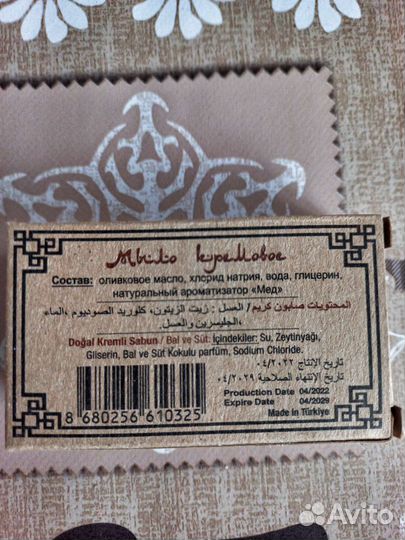 Мыло кремовое
Состав: оливковое масло, хлорид натрия, вода, глицерин,
натуральный ароматизатор «Мед»
المحتويات صابون كريم / العسل : زيت الزيتون، كلوريد الصوديوم ،الماء
،الجليسرين والعسل.
Doğal Kremli Sabun / Bal ve Süt: İçindekiler: Su, Zeytinyağı,
Gliserin, Bal ve Süt Kokulu parfüm, Sodium Chloride.
تاريخ الإنتاج ٠٤/٢٠٢٢
تاريخ الإنتهاء الصلاحية ٠٤/٢٠٢٩
Production Date 04/2022
Expire Date 04/2029
Made in Türkiye
8 680256 610325
Avito